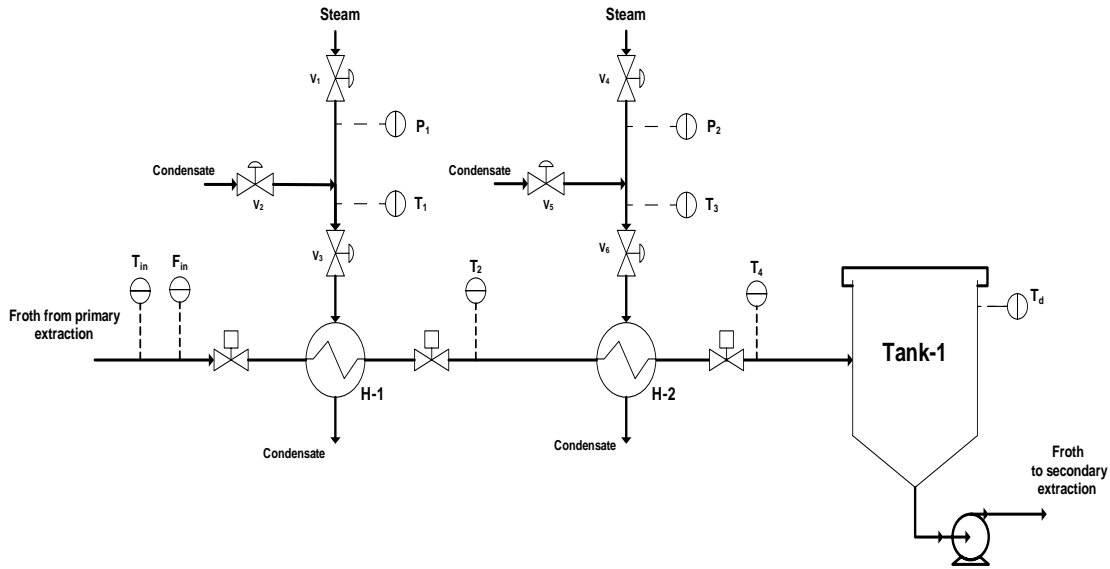 Steam
Steam
V1
V4
P1
P2
Condensate
Condensate
V2
V5
T1
T3
V3
V6
Tin
Fin
T2
T4
Td
Froth from primary
extraction
Tank-1
H-1
H-2
Condensate
Condensate
Froth
to secondary
extraction